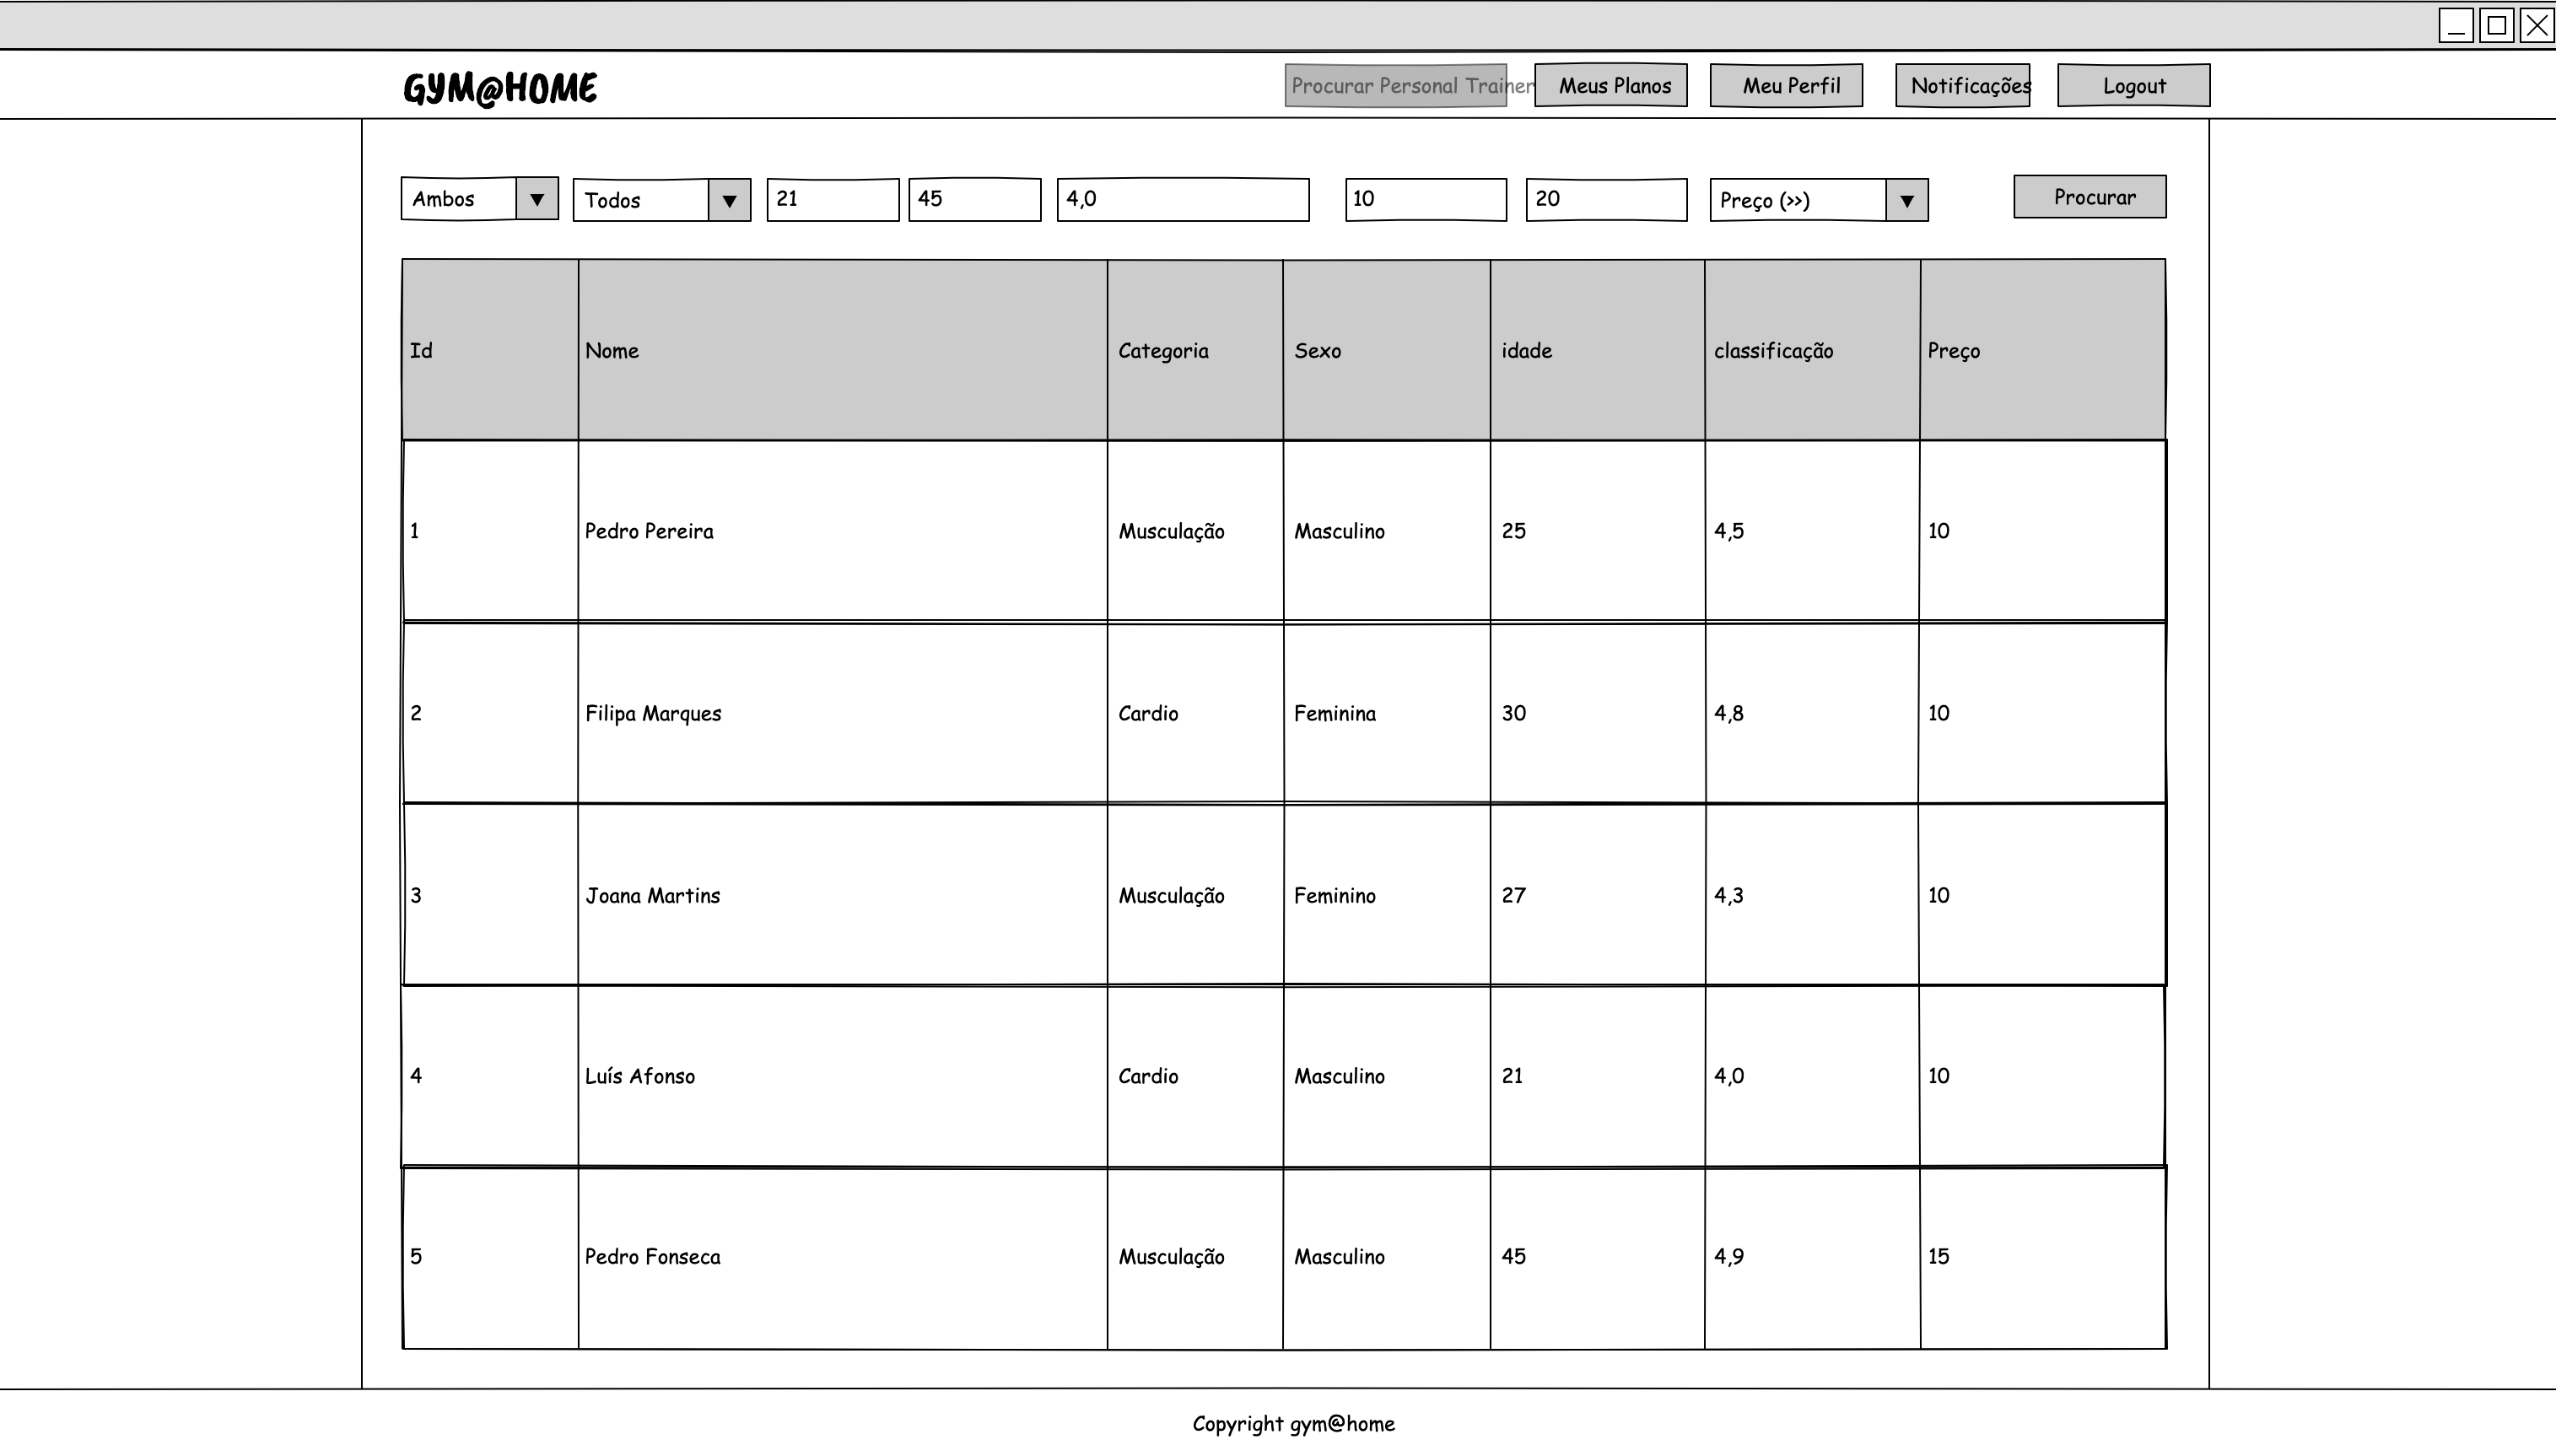 GYM@HOME Procurar Personal Trainer Meus Planos Meu Perfil Notificações Logout
Ambos Todos 21 45 4,0 10 20 Preço (>>) Procurar
Id Nome Categoria Sexo idade classificação Preço
1 Pedro Pereira Musculação Masculino 25 4,5 10
2 Filipa Marques Cardio Feminina 30 4,8 10
3 Joana Martins Musculação Feminino 27 4,3 10
4 Luís Afonso Cardio Masculino 21 4,0 10
5 Pedro Fonseca Musculação Masculino 45 4,9 15
Copyright gym@home